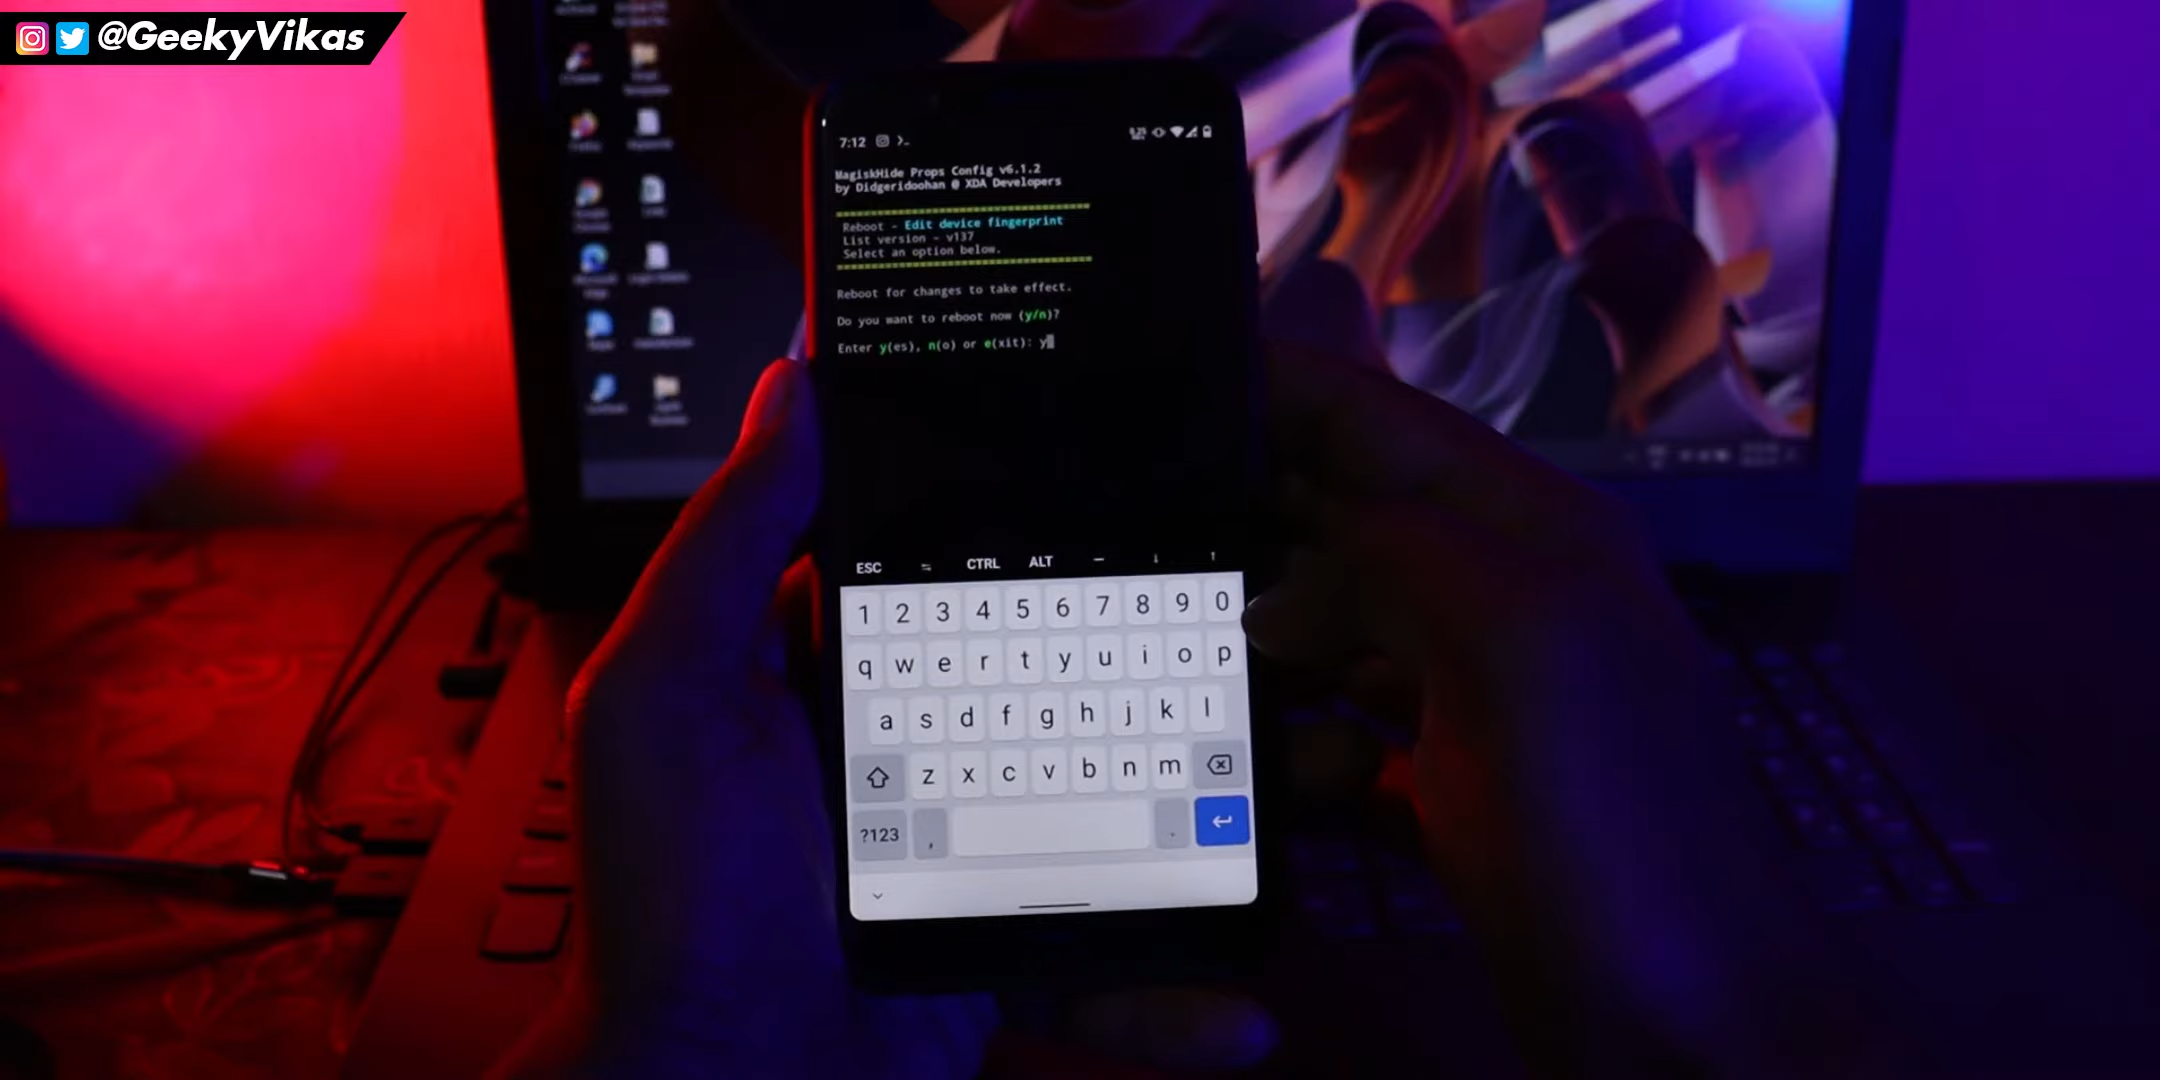 @GeekyVikas
7:12
MagiskHide Props Config v6.1.2
by Didgeridoohan @ XDA Developers
Reboot - Edit device fingerprint
List version - v137
Select an option below.
Reboot for changes to take effect.
Do you want to reboot now (y/n)?
Enter y(es), n(o) or e(xit): y
ESC CTRL ALT
1 2 3 4 5 6 7 8 9 0
q w e r t y u i o p
a s d f g h j k l
z x c v b n m
?123 , .